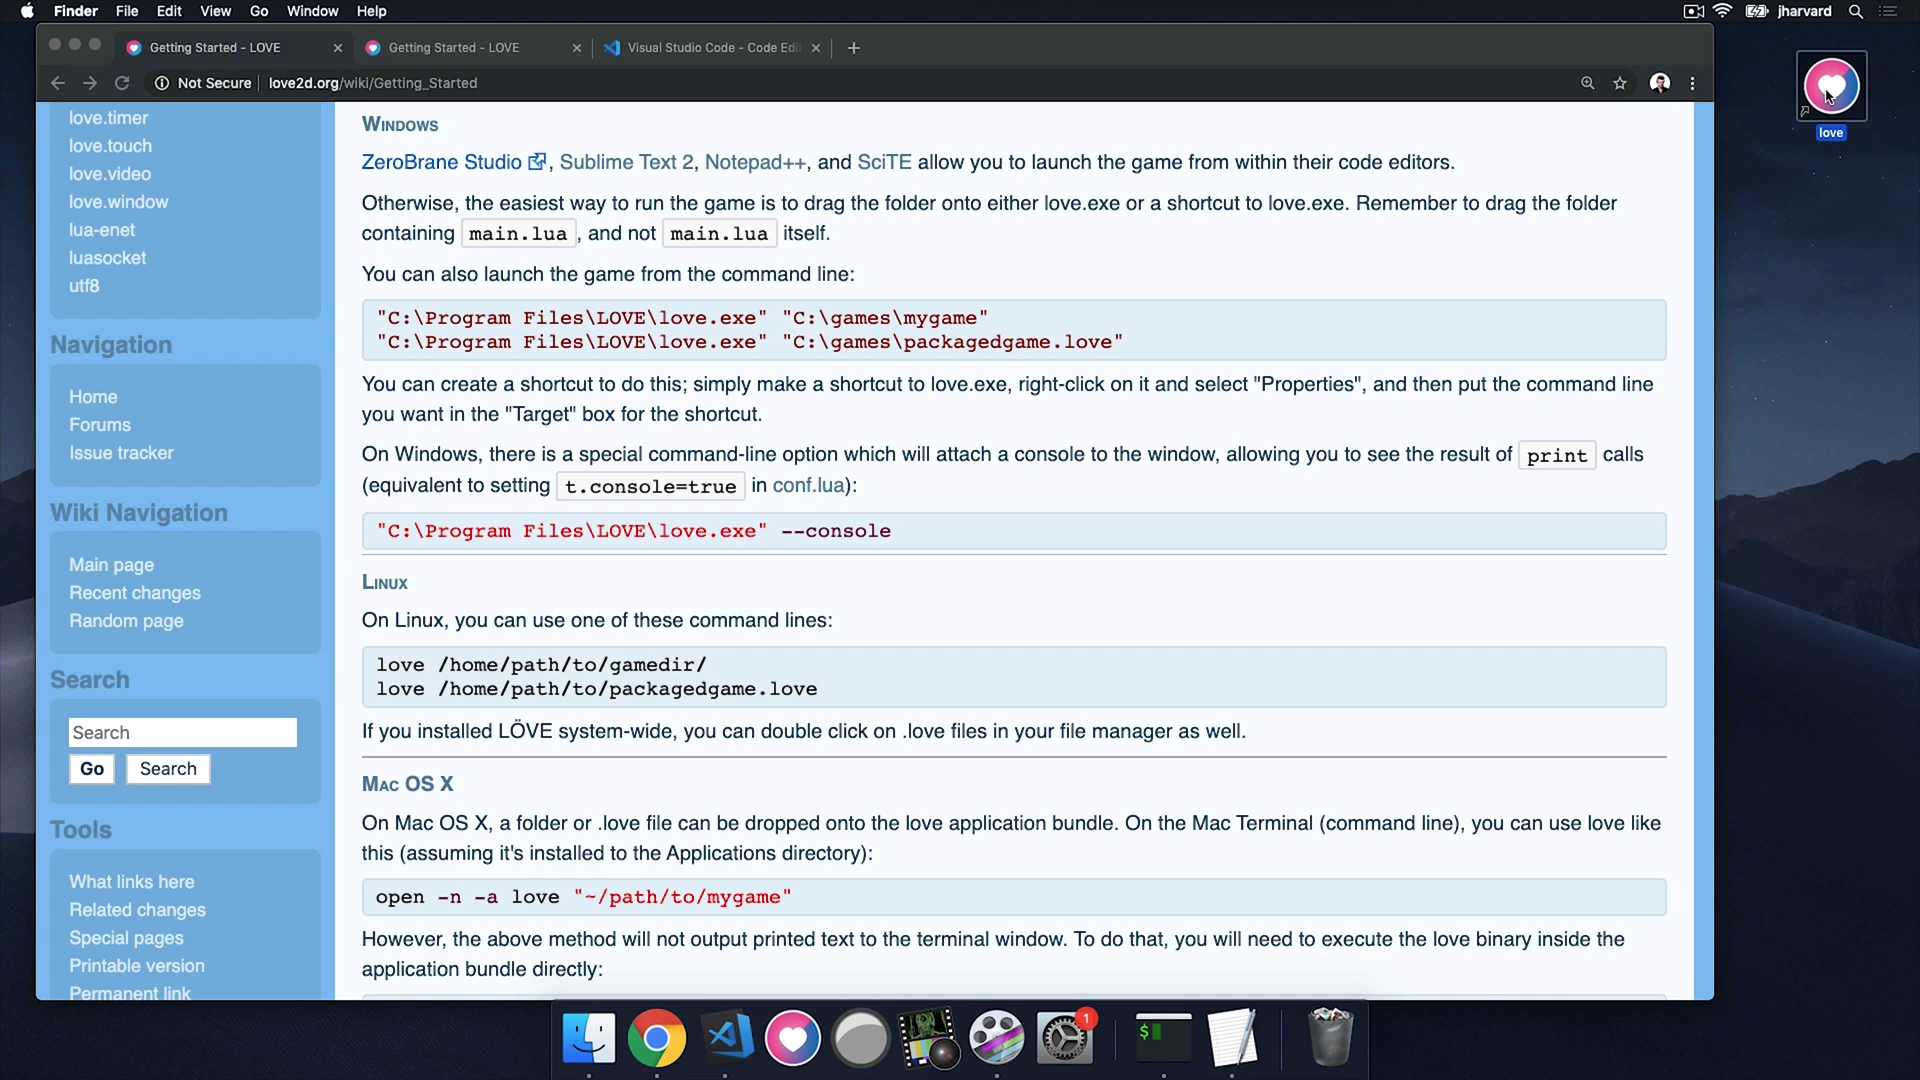 Finder File Edit View Go Window Help jharvard
Getting Started - LOVE Getting Started - LOVE Visual Studio Code - Code Edi
Not Secure love2d.org/wiki/Getting_Started
love
love.timer
love.touch
love.video
love.window
lua-enet
luasocket
utf8
Navigation
Home
Forums
Issue tracker
Wiki Navigation
Main page
Recent changes
Random page
Search
Search
Go Search
Tools
What links here
Related changes
Special pages
Printable version
Permanent link
Windows
ZeroBrane Studio, Sublime Text 2, Notepad++, and SciTE allow you to launch the game from within their code editors.
Otherwise, the easiest way to run the game is to drag the folder onto either love.exe or a shortcut to love.exe. Remember to drag the folder
containing main.lua, and not main.lua itself.
You can also launch the game from the command line:
"C:\Program Files\LOVE\love.exe" "C:\games\mygame"
"C:\Program Files\LOVE\love.exe" "C:\games\packagedgame.love"
You can create a shortcut to do this; simply make a shortcut to love.exe, right-click on it and select "Properties", and then put the command line
you want in the "Target" box for the shortcut.
On Windows, there is a special command-line option which will attach a console to the window, allowing you to see the result of print calls
(equivalent to setting t.console=true in conf.lua):
"C:\Program Files\LOVE\love.exe" --console
Linux
On Linux, you can use one of these command lines:
love /home/path/to/gamedir/
love /home/path/to/packagedgame.love
If you installed LÖVE system-wide, you can double click on .love files in your file manager as well.
Mac OS X
On Mac OS X, a folder or .love file can be dropped onto the love application bundle. On the Mac Terminal (command line), you can use love like
this (assuming it's installed to the Applications directory):
open -n -a love "~/path/to/mygame"
However, the above method will not output printed text to the terminal window. To do that, you will need to execute the love binary inside the
application bundle directly:
1
$